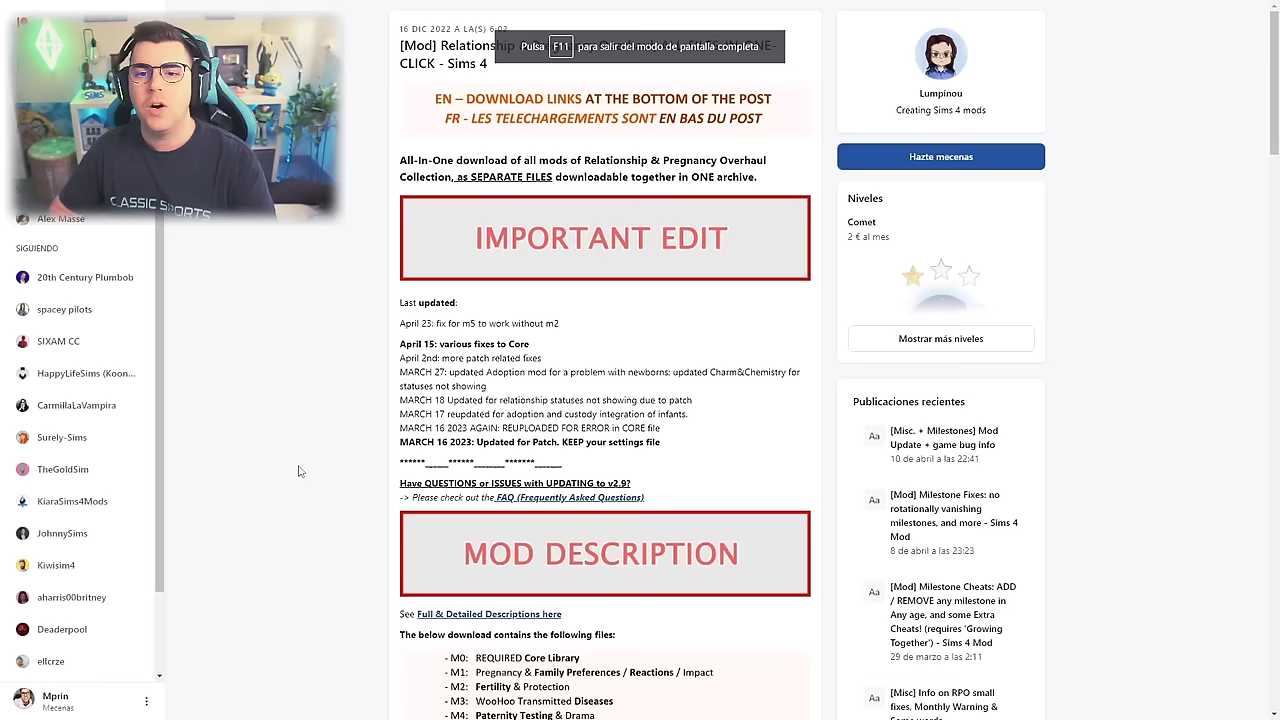 SIMS
CLASSIC SPORTS
Alex Masse
SIGUIENDO
20th Century Plumbob
spacey pilots
SIXAM CC
HappyLifeSims (Koon...
CarmillaLaVampira
Surely-Sims
TheGoldSim
KiaraSims4Mods
JohnnySims
Kiwisim4
aharris00britney
Deaderpool
ellcrze
Mprin
Mecenas
16 DIC 2022 A LA(S) 6:02
[Mod] Relationship
CLICK - Sims 4
Pulsa F11 para salir del modo de pantalla completa
EN – DOWNLOAD LINKS AT THE BOTTOM OF THE POST
FR - LES TELECHARGEMENTS SONT EN BAS DU POST
All-In-One download of all mods of Relationship & Pregnancy Overhaul
Collection, as SEPARATE FILES downloadable together in ONE archive.
IMPORTANT EDIT
Last updated:
April 23: fix for m5 to work without m2
April 15: various fixes to Core
April 2nd: more patch related fixes
MARCH 27: updated Adoption mod for a problem with newborns; updated Charm&Chemistry for
statuses not showing
MARCH 18 Updated for relationship statuses not showing due to patch
MARCH 17 reupdated for adoption and custody integration of infants.
MARCH 16 2023 AGAIN: REUPLOADED FOR ERROR in CORE file
MARCH 16 2023: Updated for Patch. KEEP your settings file
******_____******_______*******______
Have QUESTIONS or ISSUES with UPDATING to v2.9?
-> Please check out the FAQ (Frequently Asked Questions)
MOD DESCRIPTION
See Full & Detailed Descriptions here
The below download contains the following files:
- M0: REQUIRED Core Library
- M1: Pregnancy & Family Preferences / Reactions / Impact
- M2: Fertility & Protection
- M3: WooHoo Transmitted Diseases
- M4: Paternity Testing & Drama
Lumpinou
Creating Sims 4 mods
Hazte mecenas
Niveles
Comet
2 € al mes
Mostrar más niveles
Publicaciones recientes
Aa
[Misc. + Milestones] Mod
Update + game bug info
10 de abril a las 22:41
Aa
[Mod] Milestone Fixes: no
rotationally vanishing
milestones, and more - Sims 4
Mod
8 de abril a las 23:23
Aa
[Mod] Milestone Cheats: ADD
/ REMOVE any milestone in
Any age, and some Extra
Cheats! (requires 'Growing
Together') - Sims 4 Mod
29 de marzo a las 2:11
Aa
[Misc] Info on RPO small
fixes, Monthly Warning &
Some words